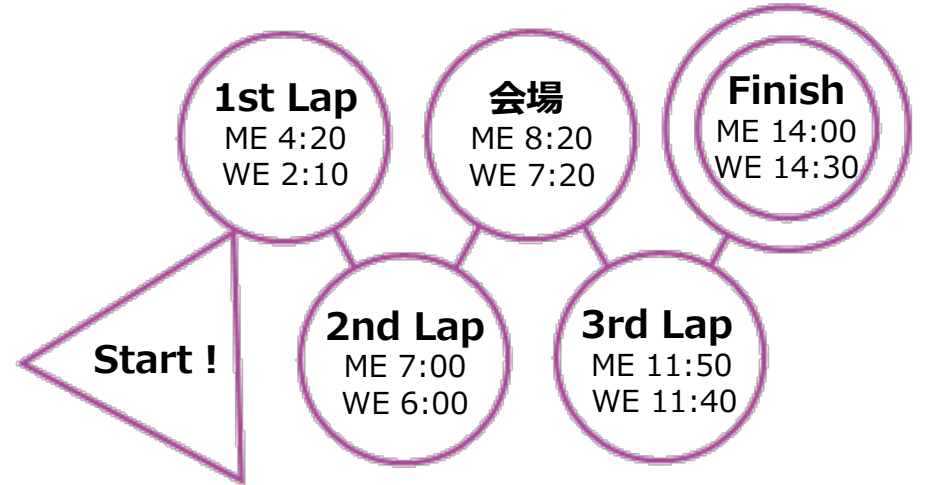 Start !
1st Lap
ME 4:20
WE 2:10
2nd Lap
ME 7:00
WE 6:00
会場
ME 8:20
WE 7:20
3rd Lap
ME 11:50
WE 11:40
Finish
ME 14:00
WE 14:30